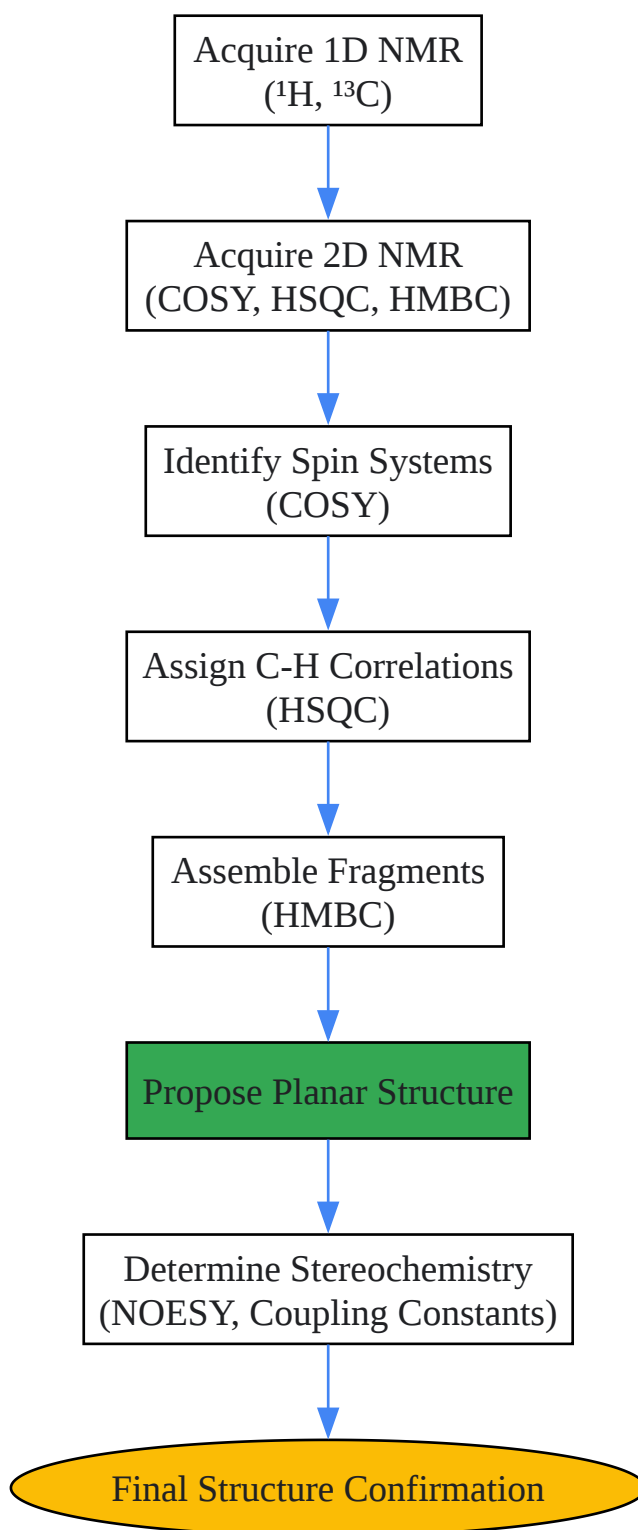 Acquire 1D NMR
(¹H, ¹³C)
Acquire 2D NMR
(COSY, HSQC, HMBC)
Identify Spin Systems
(COSY)
Assign C-H Correlations
(HSQC)
Assemble Fragments
(HMBC)
Propose Planar Structure
Determine Stereochemistry
(NOESY, Coupling Constants)
Final Structure Confirmation